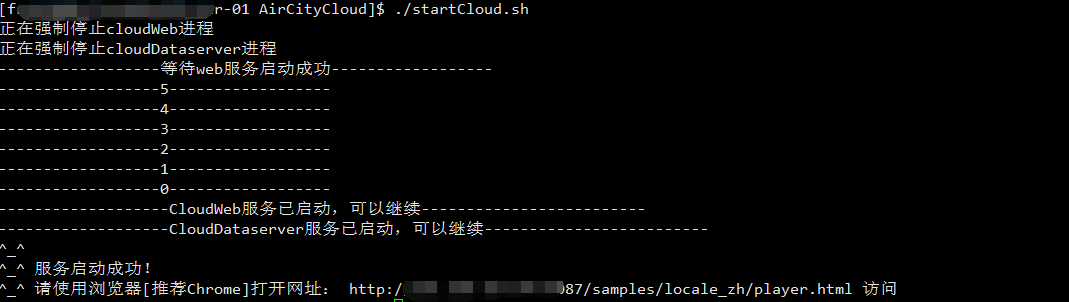 [f r-01 AirCityCloud]$ ./startCloud.sh
正在强制停止cloudWeb进程
正在强制停止cloudDataserver进程
------------------等待web服务启动成功------------------
------------------5------------------
------------------4------------------
------------------3------------------
------------------2------------------
------------------1------------------
------------------0------------------
-------------------CloudWeb服务已启动，可以继续-------------------------
-------------------CloudDataserver服务已启动，可以继续-------------------------
^_^
^_^ 服务启动成功！
^_^ 请使用浏览器[推荐Chrome]打开网址： http:/ 087/samples/locale_zh/player.html 访问